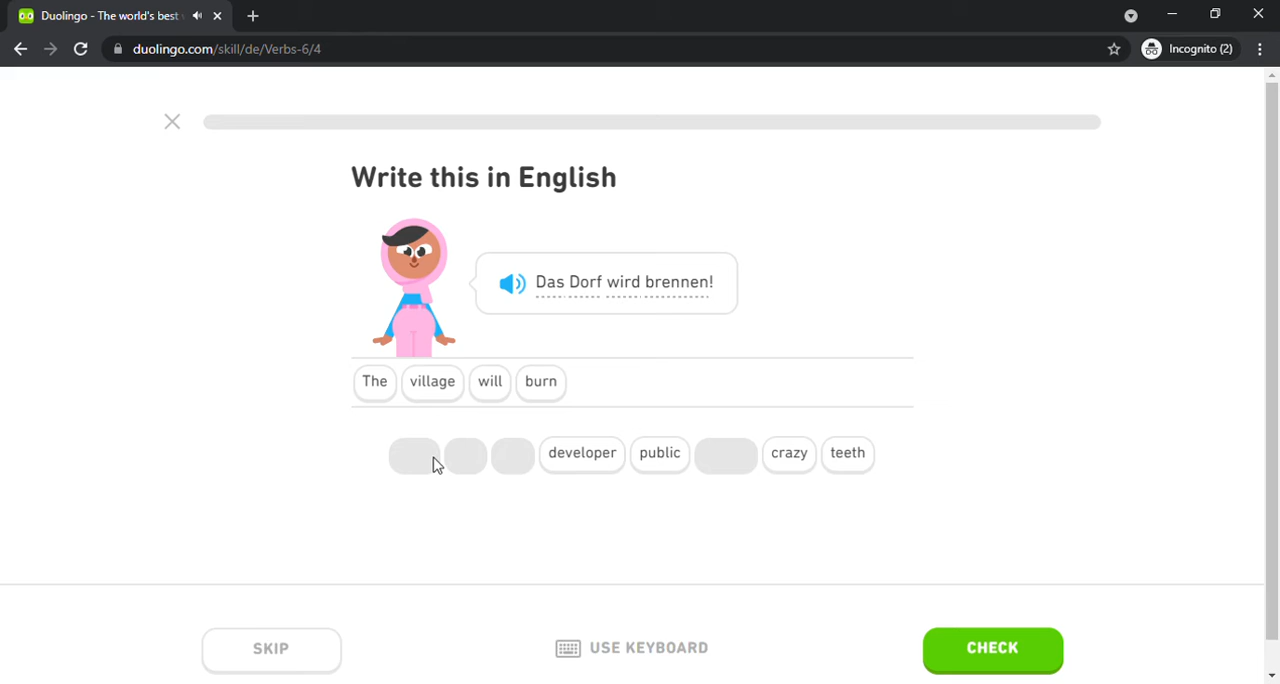 Duolingo - The world's best
duolingo.com/skill/de/Verbs-6/4
Incognito (2)
Write this in English
Das Dorf wird brennen!
The village will burn
developer public crazy teeth
SKIP USE KEYBOARD CHECK